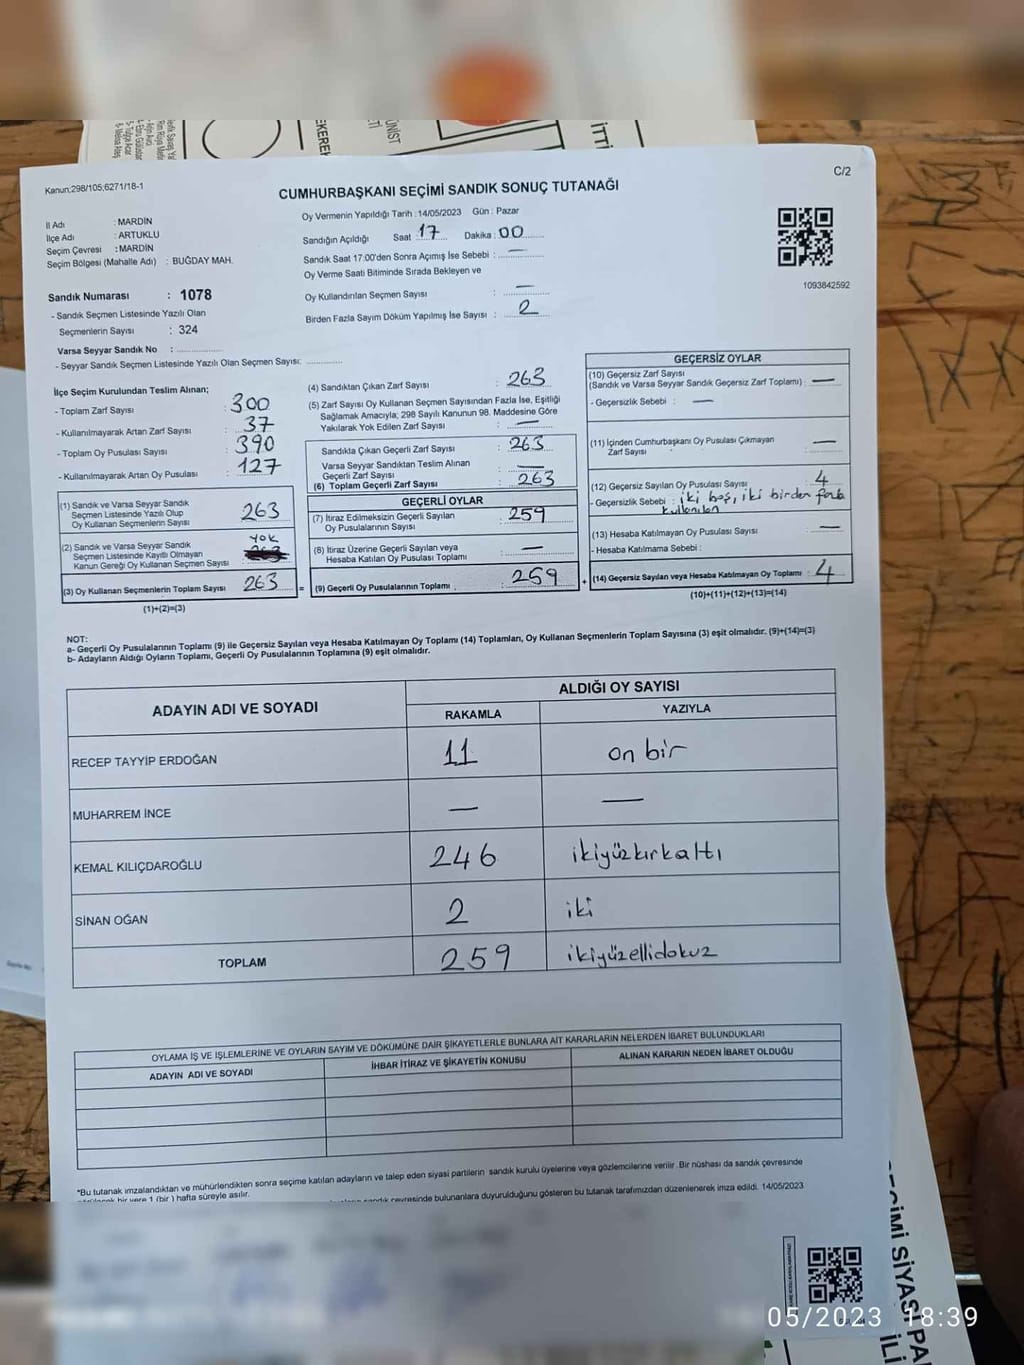 EKEREK
ÜNİST
İTTİ
Kanun;298/105;6271/18-1
C/2
CUMHURBAŞKANI SEÇİMİ SANDIK SONUÇ TUTANAĞI
İl Adı : MARDİN
İlçe Adı : ARTUKLU
Seçim Çevresi : MARDİN
Seçim Bölgesi (Mahalle Adı) : BUĞDAY MAH.
Oy Vermenin Yapıldığı Tarih : 14/05/2023 Gün : Pazar
Sandığın Açıldığı Saat : 17 Dakika : 00
Sandık Saat 17:00'den Sonra Açımış İse Sebebi : —
Oy Verme Saati Bitiminde Sırada Bekleyen ve
Oy Kullandırılan Seçmen Sayısı : —
Birden Fazla Sayım Döküm Yapılmış İse Sayısı : 2
1093842592
Sandık Numarası : 1078
- Sandık Seçmen Listesinde Yazılı Olan
Seçmenlerin Sayısı : 324
Varsa Seyyar Sandık No :
- Seyyar Sandık Seçmen Listesinde Yazılı Olan Seçmen Sayısı:
İlçe Seçim Kurulundan Teslim Alınan;
- Toplam Zarf Sayısı : 300
- Kullanılmayarak Artan Zarf Sayısı : 37
- Toplam Oy Pusulası Sayısı : 390
- Kullanılmayarak Artan Oy Pusulası : 127
(1) Sandık ve Varsa Seyyar Sandık
Seçmen Listesinde Yazılı Olup
Oy Kullanan Seçmenlerin Sayısı 263
(2) Sandık ve Varsa Seyyar Sandık
Seçmen Listesinde Kayıtlı Olmayan
Kanun Gereği Oy Kullanan Seçmen Sayısı YOK
(3) Oy Kullanan Seçmenlerin Toplam Sayısı 263
(1)+(2)=(3)
(4) Sandıktan Çıkan Zarf Sayısı : 263
(5) Zarf Sayısı Oy Kullanan Seçmen Sayısından Fazla İse, Eşitliği
Sağlamak Amacıyla; 298 Sayılı Kanunun 98. Maddesine Göre
Yakılarak Yok Edilen Zarf Sayısı : —
Sandıkta Çıkan Geçerli Zarf Sayısı : 263
Varsa Seyyar Sandıktan Teslim Alınan
Geçerli Zarf Sayısı : —
(6) Toplam Geçerli Zarf Sayısı : 263
GEÇERLİ OYLAR
(7) İtiraz Edilmeksizin Geçerli Sayılan
Oy Pusulalarının Sayısı : 259
(8) İtiraz Üzerine Geçerli Sayılan veya
Hesaba Katılan Oy Pusulası Toplamı : —
= (9) Geçerli Oy Pusulalarının Toplamı : 259
GEÇERSİZ OYLAR
(10) Geçersiz Zarf Sayısı
(Sandık ve Varsa Seyyar Sandık Geçersiz Zarf Toplamı) : —
- Geçersizlik Sebebi : —
(11) İçinden Cumhurbaşkanı Oy Pusulası Çıkmayan
Zarf Sayısı : —
(12) Geçersiz Sayılan Oy Pusulası Sayısı : 4
- Geçersizlik Sebebi : iki boş, iki birden fazla
kullanılan
(13) Hesaba Katılmayan Oy Pusulası Sayısı : —
- Hesaba Katılmama Sebebi :
+ (14) Geçersiz Sayılan veya Hesaba Katılmayan Oy Toplamı : 4
(10)+(11)+(12)+(13)=(14)
NOT:
a- Geçerli Oy Pusulalarının Toplamı (9) ile Geçersiz Sayılan veya Hesaba Katılmayan Oy Toplamı (14) Toplamları, Oy Kullanan Seçmenlerin Toplam Sayısına (3) eşit olmalıdır. (9)+(14)=(3)
b- Adayların Aldığı Oyların Toplamı, Geçerli Oy Pusulalarının Toplamına (9) eşit olmalıdır.
ADAYIN ADI VE SOYADI ALDIĞI OY SAYISI
RAKAMLA YAZIYLA
RECEP TAYYİP ERDOĞAN 11 on bir
MUHARREM İNCE — —
KEMAL KILIÇDAROĞLU 246 ikiyüzkırkaltı
SİNAN OĞAN 2 iki
TOPLAM 259 ikiyüzellidokuz
OYLAMA İŞ VE İŞLEMLERİNE VE OYLARIN SAYIM VE DÖKÜMÜNE DAİR ŞİKAYETLERLE BUNLARA AİT KARARLARIN NELERDEN İBARET BULUNDUKLARI
ADAYIN ADI VE SOYADI İHBAR İTİRAZ VE ŞİKAYETİN KONUSU ALINAN KARARIN NEDEN İBARET OLDUĞU
*Bu tutanak imzalandıktan ve mühürlendikten sonra seçime katılan adayların ve talep eden siyasi partilerin sandık kurulu üyelerine veya gözlemcilerine verilir. Bir nüshası da sandık çevresinde
görülecek bir yere 1 (bir) hafta süreyle asılır.
sandık çevresinde bulunanlara duyurulduğunu gösteren bu tutanak tarafımızdan düzenlenerek imza edildi. 14/05/2023
ÇİMİ SİYASİ PA
İLİ
05/2023 18:39